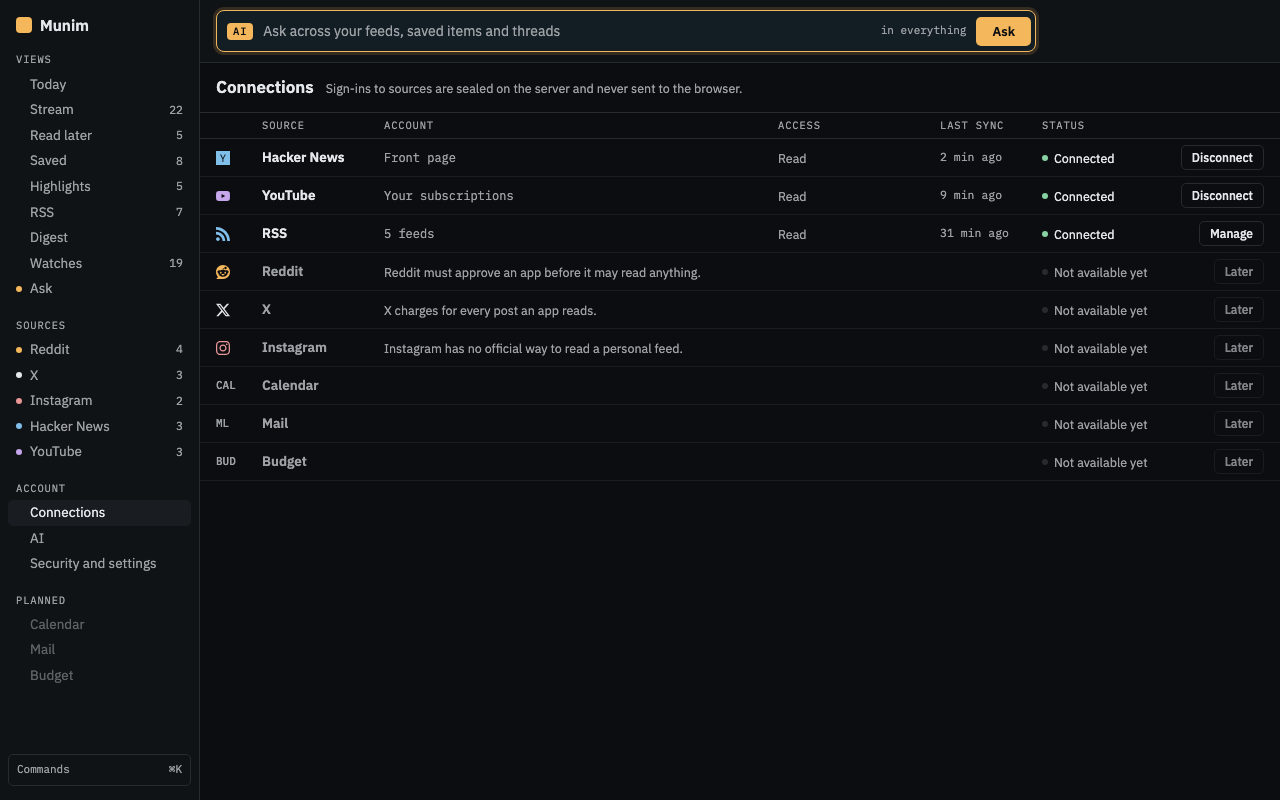 Munim
VIEWS
Today
Stream 22
Read later 5
Saved 8
Highlights 5
RSS 7
Digest
Watches 19
Ask
SOURCES
Reddit 4
X 3
Instagram 2
Hacker News 3
YouTube 3
ACCOUNT
Connections
AI
Security and settings
PLANNED
Calendar
Mail
Budget
Commands ⌘K
AI Ask across your feeds, saved items and threads in everything Ask
Connections Sign-ins to sources are sealed on the server and never sent to the browser.
SOURCE ACCOUNT ACCESS LAST SYNC STATUS
Y Hacker News Front page Read 2 min ago Connected Disconnect
YouTube Your subscriptions Read 9 min ago Connected Disconnect
RSS 5 feeds Read 31 min ago Connected Manage
Reddit Reddit must approve an app before it may read anything. Not available yet Later
X X charges for every post an app reads. Not available yet Later
Instagram Instagram has no official way to read a personal feed. Not available yet Later
CAL Calendar Not available yet Later
ML Mail Not available yet Later
BUD Budget Not available yet Later